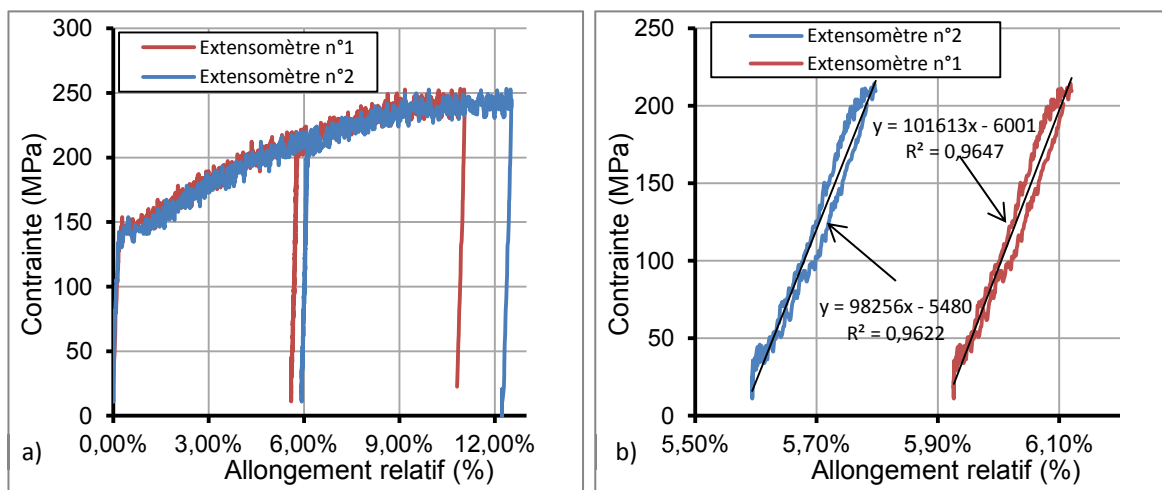 300
250
200
150
100
50
0
Contrainte (MPa)
Extensomètre n°1
Extensomètre n°2
0,00%
3,00%
6,00%
9,00%
12,00%
Allongement relatif (%)
a)
200
150
100
50
0
Contrainte (MPa)
Extensomètre n°2
Extensomètre n°1
y = 101613x - 6001
R² = 0,9647
y = 98256x - 5480
R² = 0,9622
5,50%
5,70%
5,90%
6,10%
Allongement relatif (%)
b)